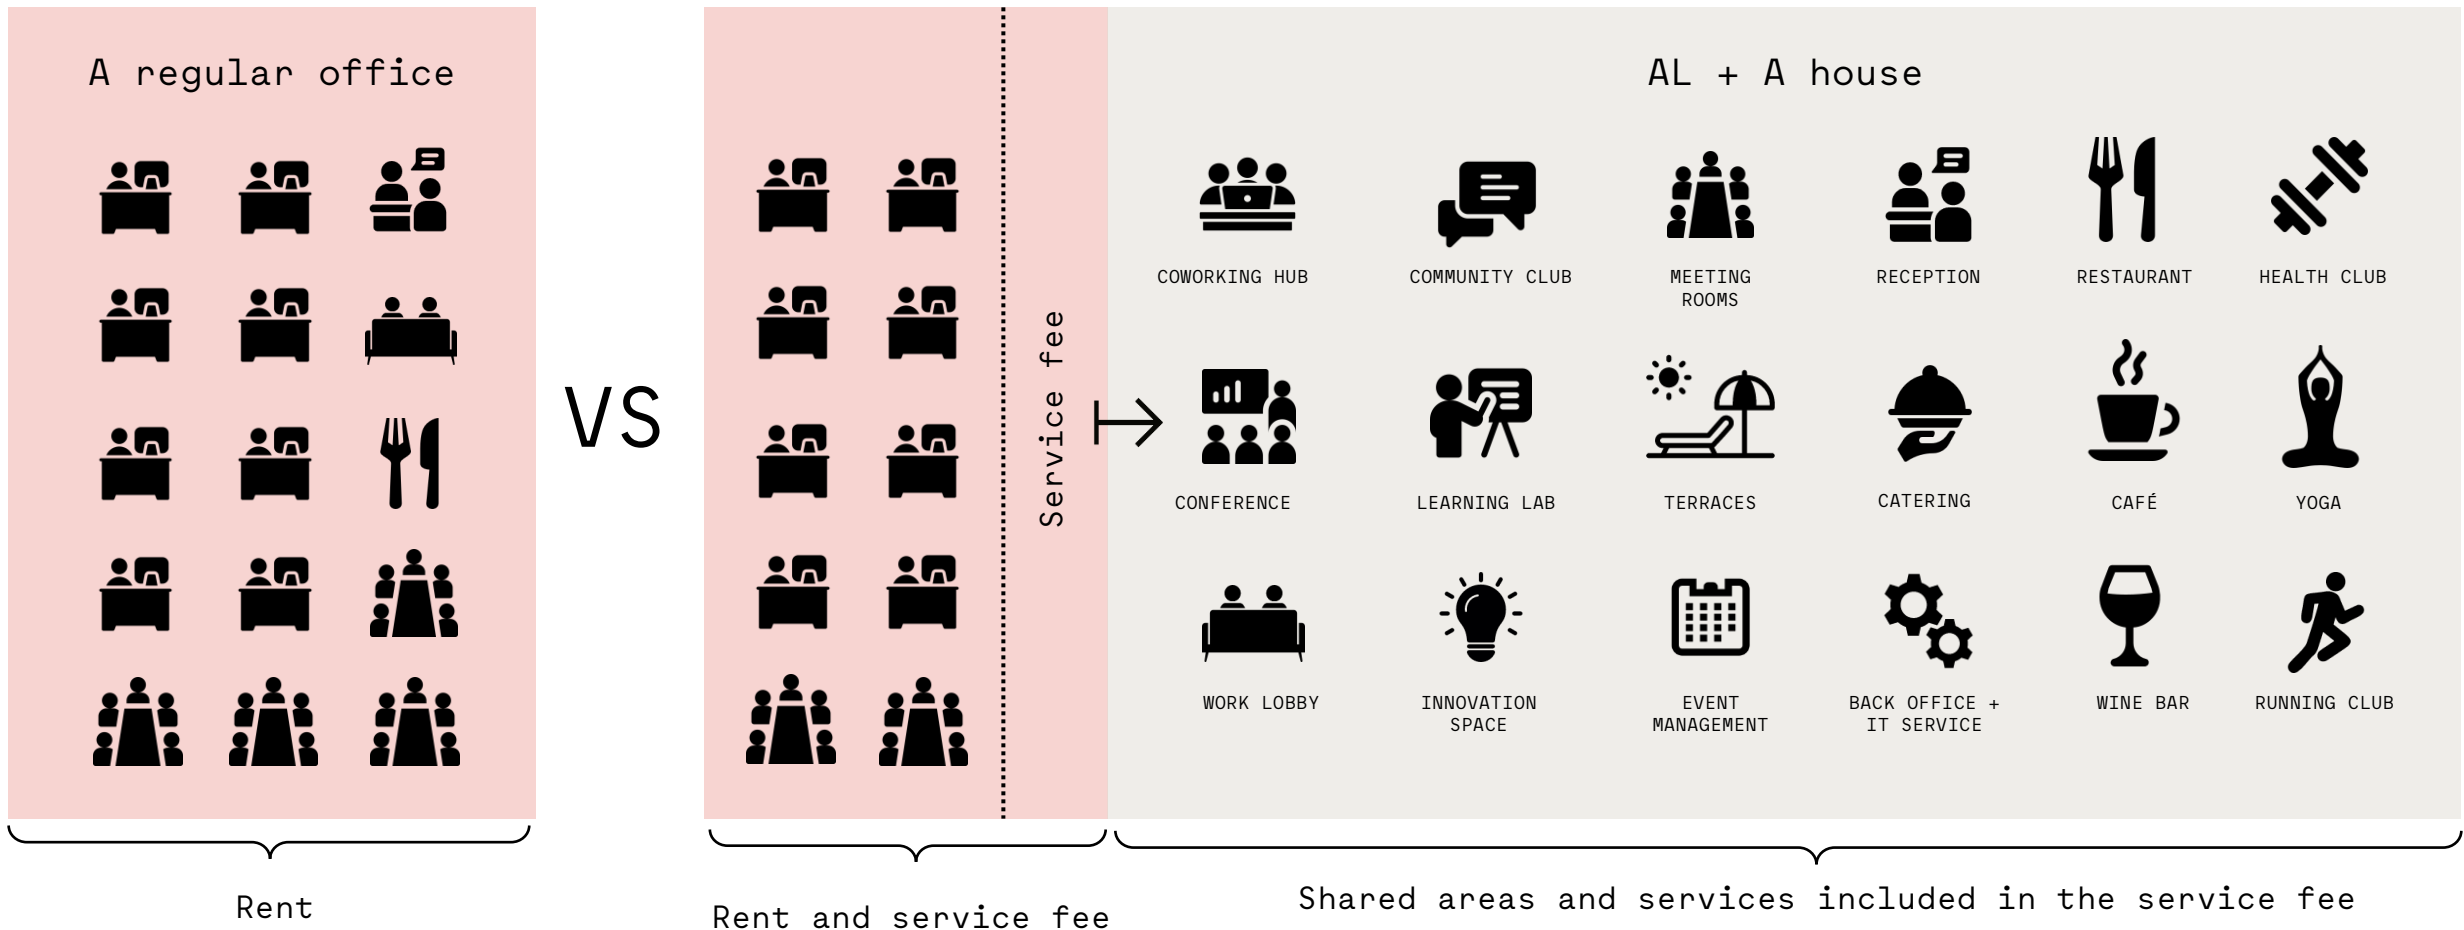 A regular office
VS
Service fee
AL + A house
COWORKING HUB
COMMUNITY CLUB
MEETING
ROOMS
RECEPTION
RESTAURANT
HEALTH CLUB
CONFERENCE
LEARNING LAB
TERRACES
CATERING
CAFÉ
YOGA
WORK LOBBY
INNOVATION
SPACE
EVENT
MANAGEMENT
BACK OFFICE +
IT SERVICE
WINE BAR
RUNNING CLUB
Rent
Rent and service fee
Shared areas and services included in the service fee